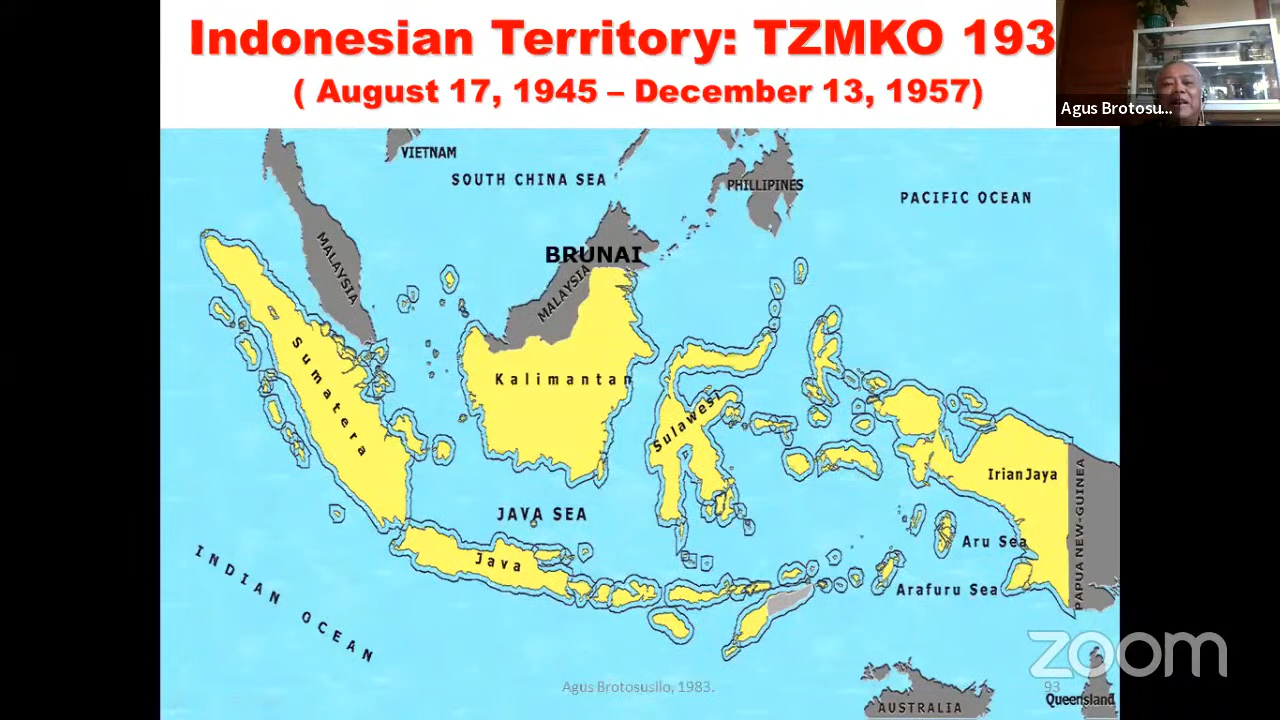 Indonesian Territory: TZMKO 193
( August 17, 1945 – December 13, 1957)
Agus Brotosu...
VIETNAM
SOUTH CHINA SEA
PHILLIPINES
PACIFIC OCEAN
MALAYSIA
BRUNAI
MALAYSIA
Sumatera
Kalimantan
Sulawesi
IrianJaya
PAPUA NEW-GUINEA
JAVA SEA
Java
Aru Sea
Arafuru Sea
INDIAN OCEAN
zoom
Agus Brotosusilo, 1983.
93
Queensland
AUSTRALIA